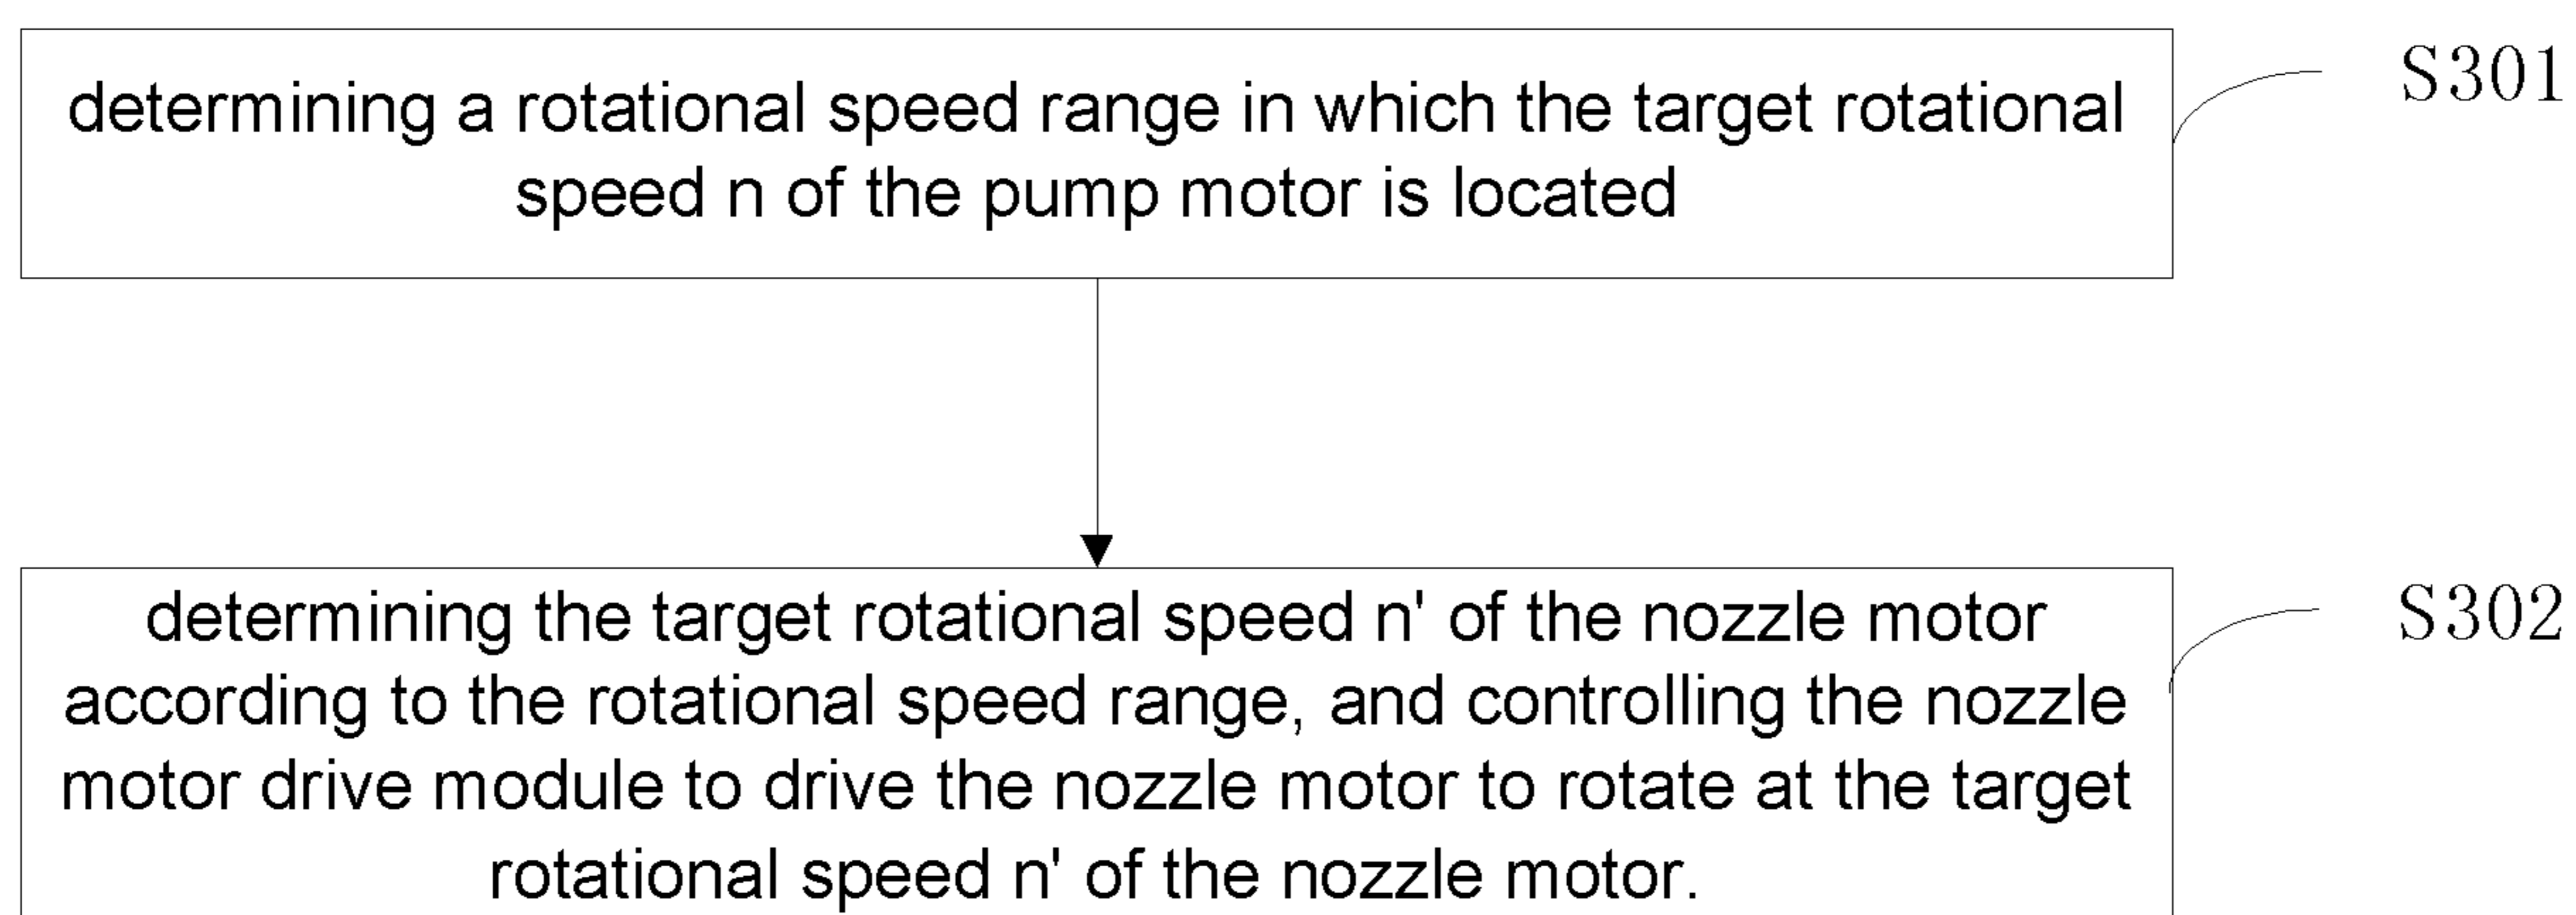 determining a rotational speed range in which the target rotational
speed n of the pump motor is located
S301
determining the target rotational speed n' of the nozzle motor
according to the rotational speed range, and controlling the nozzle
motor drive module to drive the nozzle motor to rotate at the target
rotational speed n' of the nozzle motor.
S302